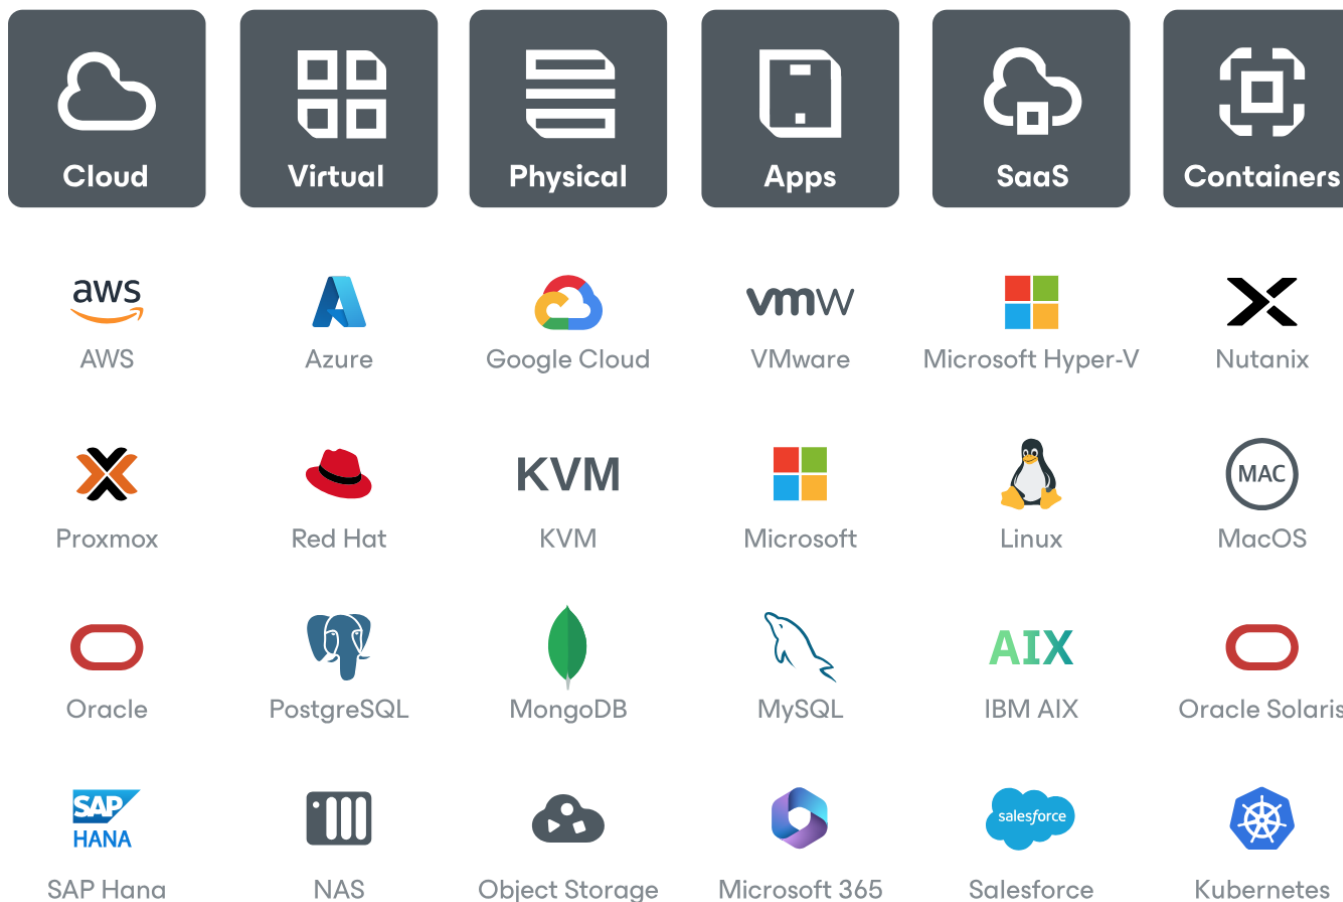 Cloud
Virtual
Physical
Apps
SaaS
Containers
aws
vmw
AWS
Azure
Google Cloud
VMware
Microsoft Hyper-V
Nutanix
KVM
MAC
Proxmox
Red Hat
KVM
Microsoft
Linux
MacOS
AIX
Oracle
PostgreSQL
MongoDB
MySQL
IBM AIX
Oracle Solaris
SAP
HANA
salesforce
SAP Hana
NAS
Object Storage
Microsoft 365
Salesforce
Kubernetes